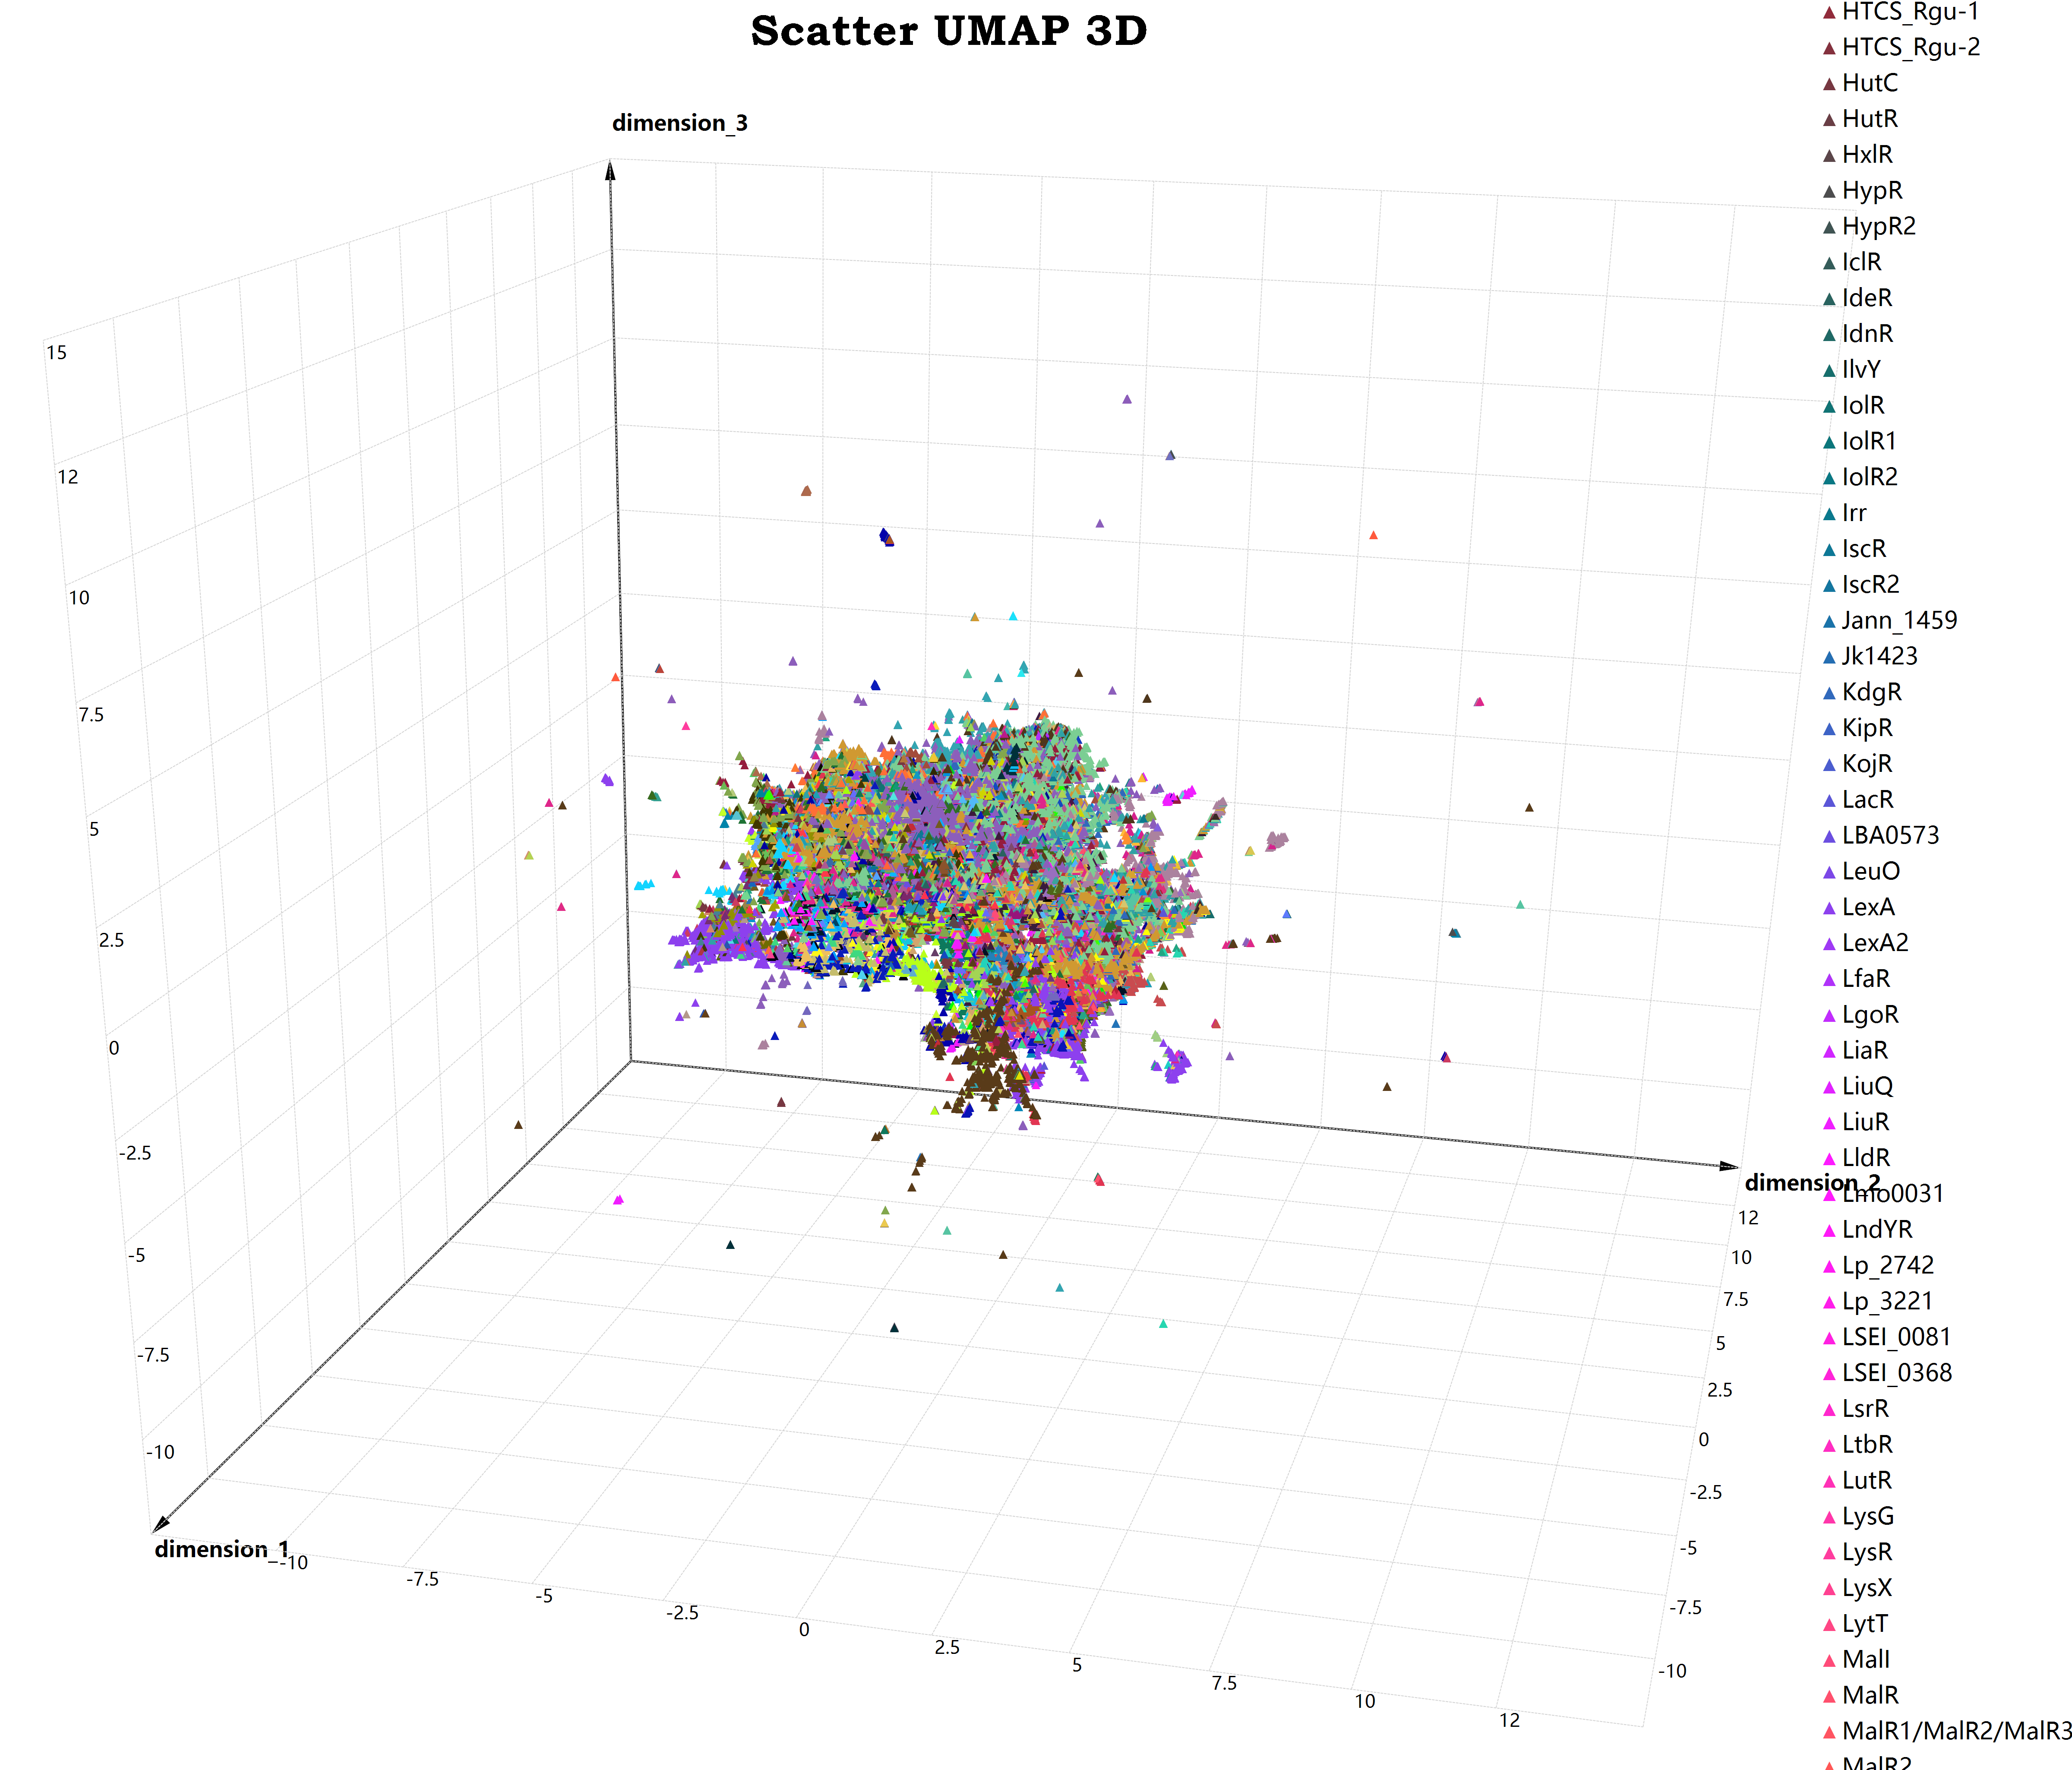 Scatter UMAP 3D
dimension_3
15
12
10
7.5
5
2.5
0
-2.5
-5
-7.5
-10
dimension_1
-10
-7.5
-5
-2.5
0
2.5
5
7.5
10
12
dimension_2
12
10
7.5
5
2.5
0
-2.5
-5
-7.5
-10
HTCS_Rgu-1
HTCS_Rgu-2
HutC
HutR
HxlR
HypR
HypR2
IclR
IdeR
IdnR
IlvY
IolR
IolR1
IolR2
Irr
IscR
IscR2
Jann_1459
Jk1423
KdgR
KipR
KojR
LacR
LBA0573
LeuO
LexA
LexA2
LfaR
LgoR
LiaR
LiuQ
LiuR
LldR
Lmo0031
LndYR
Lp_2742
Lp_3221
LSEI_0081
LSEI_0368
LsrR
LtbR
LutR
LysG
LysR
LysX
LytT
MalI
MalR
MalR1/MalR2/MalR3
MalR2